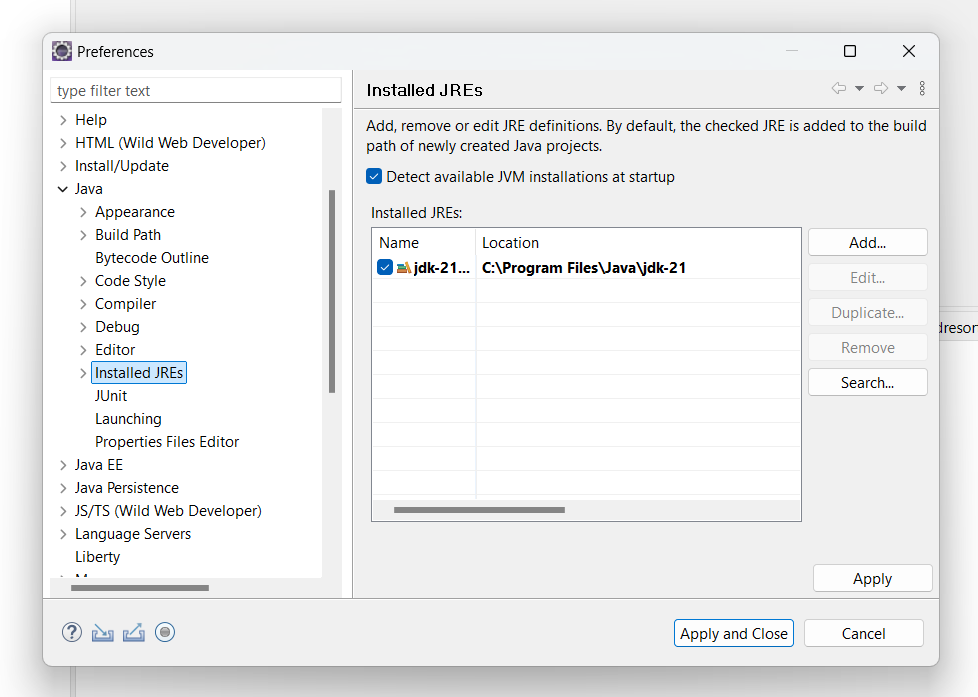 Preferences
type filter text
Help
HTML (Wild Web Developer)
Install/Update
Java
Appearance
Build Path
Bytecode Outline
Code Style
Compiler
Debug
Editor
Installed JREs
JUnit
Launching
Properties Files Editor
Java EE
Java Persistence
JS/TS (Wild Web Developer)
Language Servers
Liberty
Installed JREs
Add, remove or edit JRE definitions. By default, the checked JRE is added to the build
path of newly created Java projects.
Detect available JVM installations at startup
Installed JREs:
Name Location
jdk-21... C:\Program Files\Java\jdk-21
Add...
Edit...
Duplicate...
Remove
Search...
Apply
Apply and Close Cancel
dreson